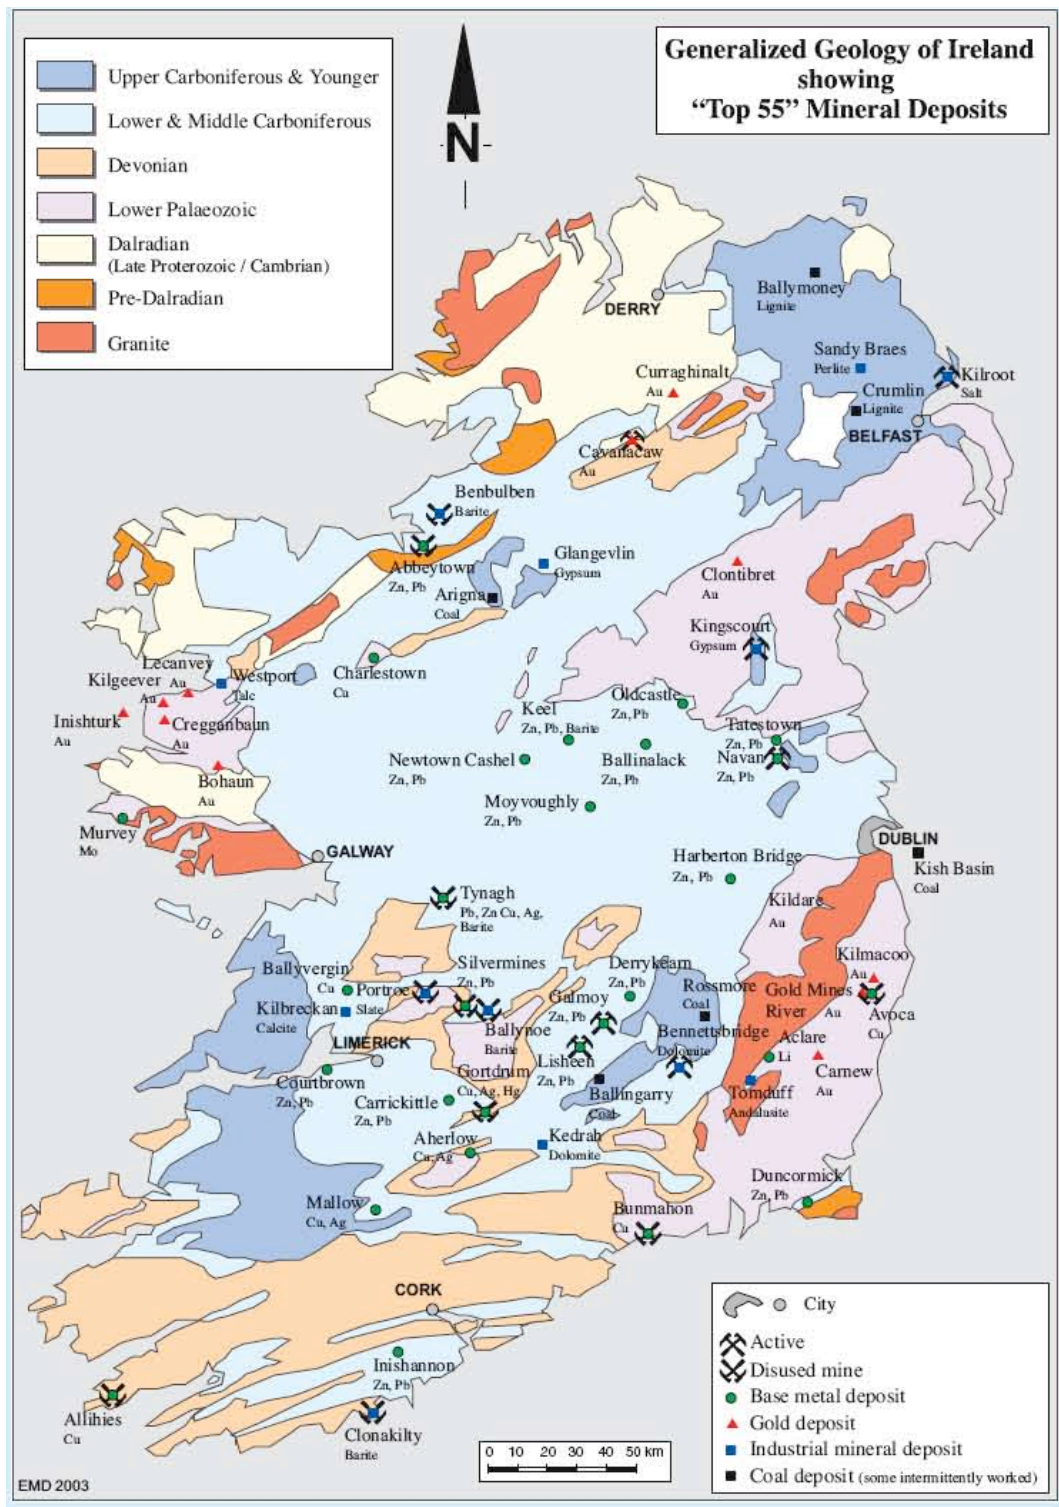 Generalized Geology of Ireland
showing
“Top 55” Mineral Deposits
Upper Carboniferous & Younger
Lower & Middle Carboniferous
Devonian
Lower Palaeozoic
Dalradian
(Late Proterozoic / Cambrian)
Pre-Dalradian
Granite
N
DERRY
Ballymoney
Lignite
Sandy Braes
Perlite
Kilroot
Salt
Crumlin
Lignite
BELFAST
Curraghinalt
Au
Cavanacaw
Au
Benbulben
Barite
Abbeytown
Zn, Pb
Glangevlin
Gypsum
Arigna
Coal
Clontibret
Au
Kingscourt
Gypsum
Charlestown
Cu
Lecanvey
Au
Westport
Talc
Kilgeever
Au
Inishturk
Au
Cregganbaun
Au
Bohaun
Au
Murvey
Mo
GALWAY
Oldcastle
Zn, Pb
Keel
Zn, Pb, Barite
Tatestown
Zn, Pb
Navan
Zn, Pb
Newtown Cashel
Zn, Pb
Ballinalack
Zn, Pb
Moyvoughly
Zn, Pb
DUBLIN
Kish Basin
Coal
Harberton Bridge
Zn, Pb
Kildare
Au
Tynagh
Pb, Zn Cu, Ag,
Barite
Kilmacoo
Au
Ballyvergin
Cu
Silvermines
Zn, Pb
Derrykearn
Zn, Pb
Rossmore
Coal
Gold Mines
River
Au
Avoca
Cu
Portroe
Slate
Kilbreckan
Calcite
Galmoy
Zn, Pb
Ballynoe
Barite
Bennettsbridge
Dolomite
Aclare
Li
LIMERICK
Lisheen
Zn, Pb
Carnew
Au
Courtbrown
Zn, Pb
Gortdrum
Cu, Ag, Hg
Ballingarry
Coal
Tomduff
Andalusite
Carrickittle
Zn, Pb
Aherlow
Cu, Ag
Kedrah
Dolomite
Duncormick
Zn, Pb
Mallow
Cu, Ag
Bunmahon
Cu
CORK
Inishannon
Zn, Pb
Allihies
Cu
Clonakilty
Barite
City
Active
Disused mine
Base metal deposit
Gold deposit
Industrial mineral deposit
Coal deposit (some intermittently worked)
0 10 20 30 40 50 km
EMD 2003